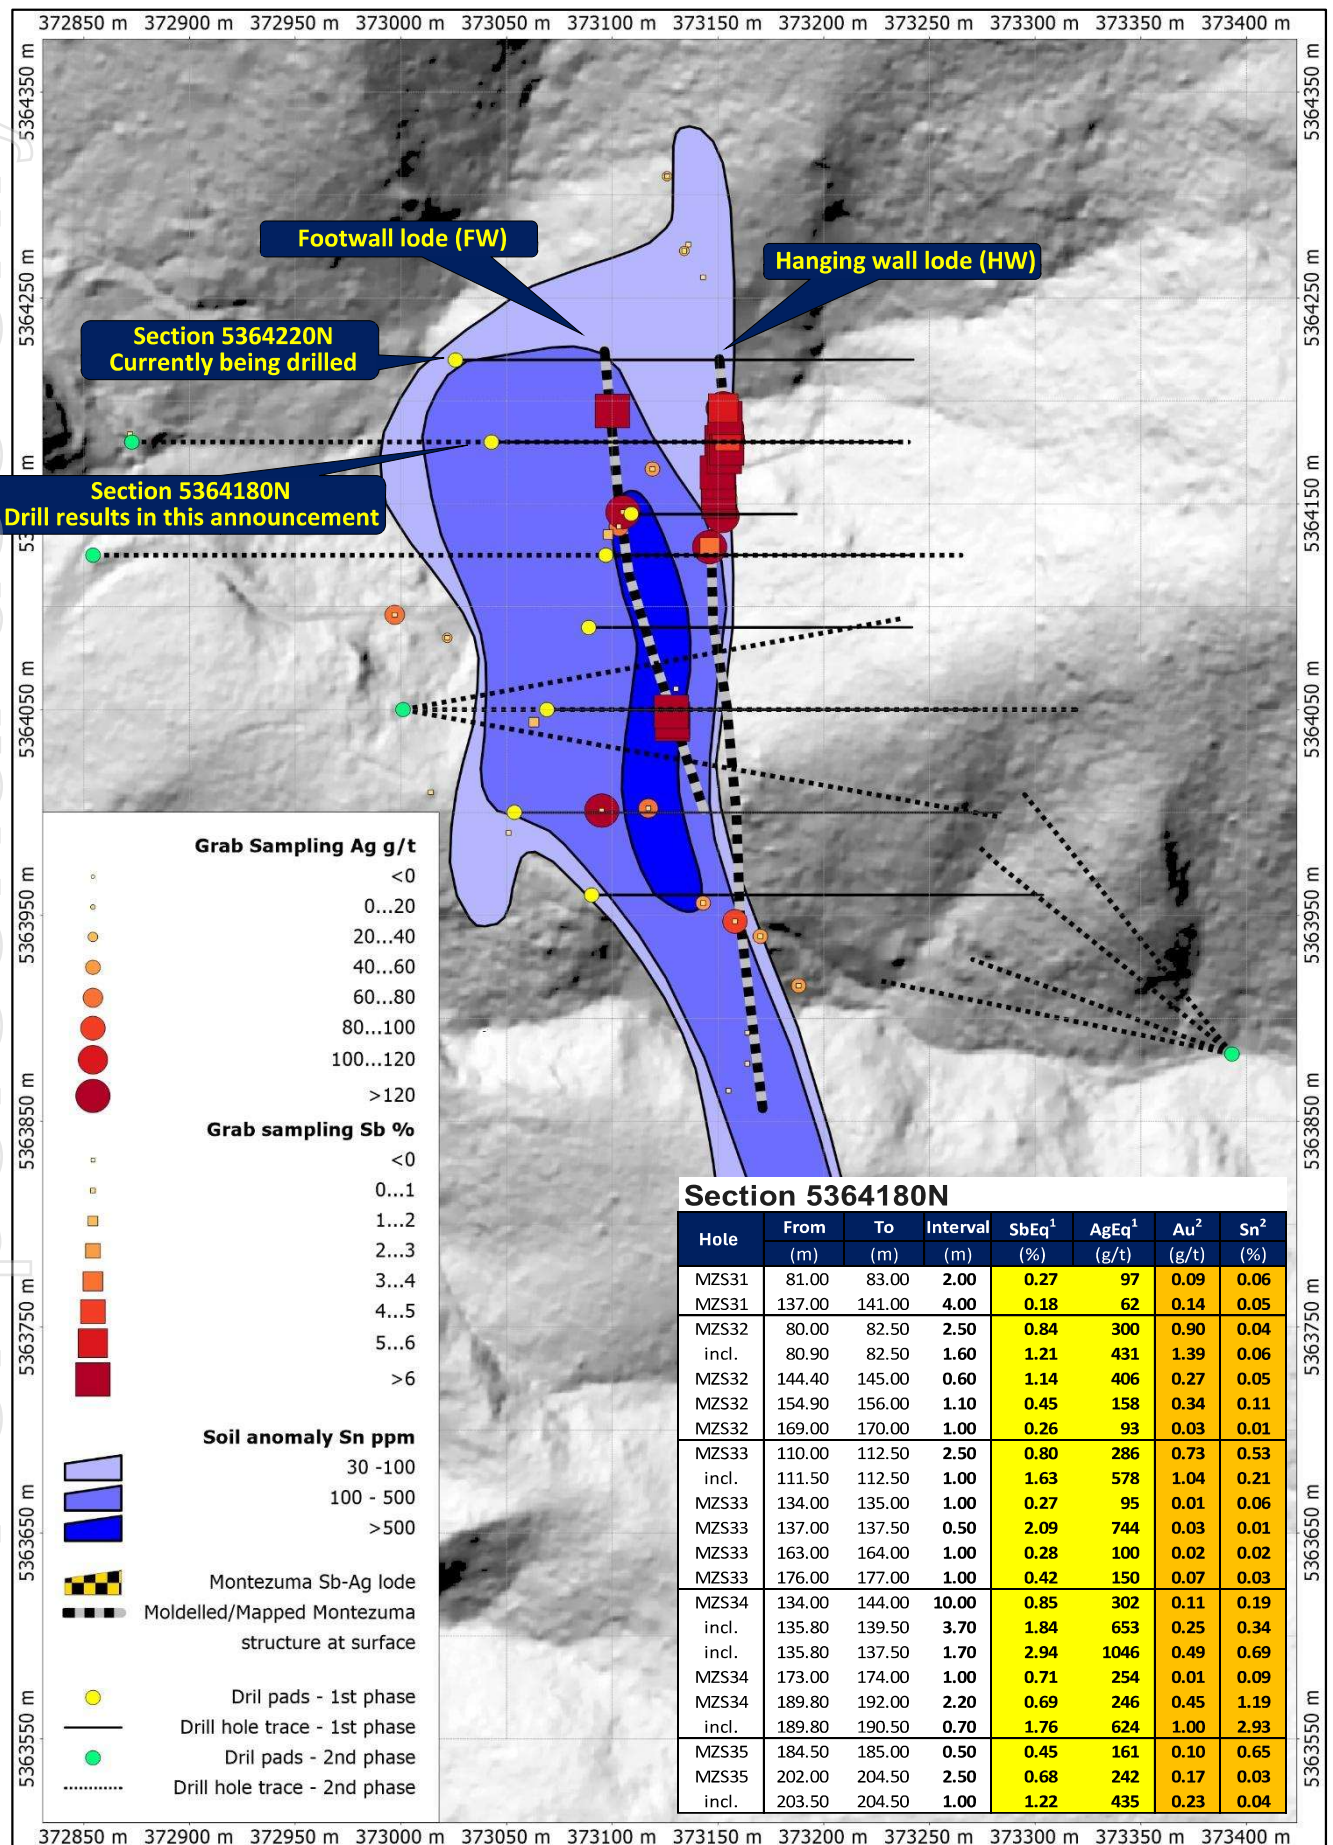 372850 m 372900 m 372950 m 373000 m 373050 m 373100 m 373150 m 373200 m 373250 m 373300 m 373350 m 373400 m
5364350 m
5364350 m
Footwall lode (FW)
Hanging wall lode (HW)
5364250 m
5364250 m
Section 5364220N
Currently being drilled
Section 5364180N
Drill results in this announcement
5364150 m
5364050 m
5364050 m
5363950 m
5363950 m
5363850 m
5363850 m
5363750 m
5363750 m
5363650 m
5363650 m
5363550 m
5363550 m
Grab Sampling Ag g/t
<0
0...20
20...40
40...60
60...80
80...100
100...120
>120
Grab sampling Sb %
<0
0...1
1...2
2...3
3...4
4...5
5...6
>6
Soil anomaly Sn ppm
30 -100
100 - 500
>500
Montezuma Sb-Ag lode
Moldelled/Mapped Montezuma
structure at surface
Dril pads - 1st phase
Drill hole trace - 1st phase
Dril pads - 2nd phase
Drill hole trace - 2nd phase
Section 5364180N
Hole From To Interval SbEq¹ AgEq¹ Au² Sn²
(m) (m) (m) (%) (g/t) (g/t) (%)
MZS31 81.00 83.00 2.00 0.27 97 0.09 0.06
MZS31 137.00 141.00 4.00 0.18 62 0.14 0.05
MZS32 80.00 82.50 2.50 0.84 300 0.90 0.04
incl. 80.90 82.50 1.60 1.21 431 1.39 0.06
MZS32 144.40 145.00 0.60 1.14 406 0.27 0.05
MZS32 154.90 156.00 1.10 0.45 158 0.34 0.11
MZS32 169.00 170.00 1.00 0.26 93 0.03 0.01
MZS33 110.00 112.50 2.50 0.80 286 0.73 0.53
incl. 111.50 112.50 1.00 1.63 578 1.04 0.21
MZS33 134.00 135.00 1.00 0.27 95 0.01 0.06
MZS33 137.00 137.50 0.50 2.09 744 0.03 0.01
MZS33 163.00 164.00 1.00 0.28 100 0.02 0.02
MZS33 176.00 177.00 1.00 0.42 150 0.07 0.03
MZS34 134.00 144.00 10.00 0.85 302 0.11 0.19
incl. 135.80 139.50 3.70 1.84 653 0.25 0.34
incl. 135.80 137.50 1.70 2.94 1046 0.49 0.69
MZS34 173.00 174.00 1.00 0.71 254 0.01 0.09
MZS34 189.80 192.00 2.20 0.69 246 0.45 1.19
incl. 189.80 190.50 0.70 1.76 624 1.00 2.93
MZS35 184.50 185.00 0.50 0.45 161 0.10 0.65
MZS35 202.00 204.50 2.50 0.68 242 0.17 0.03
incl. 203.50 204.50 1.00 1.22 435 0.23 0.04
372850 m 372900 m 372950 m 373000 m 373050 m 373100 m 373150 m 373200 m 373250 m 373300 m 373350 m 373400 m